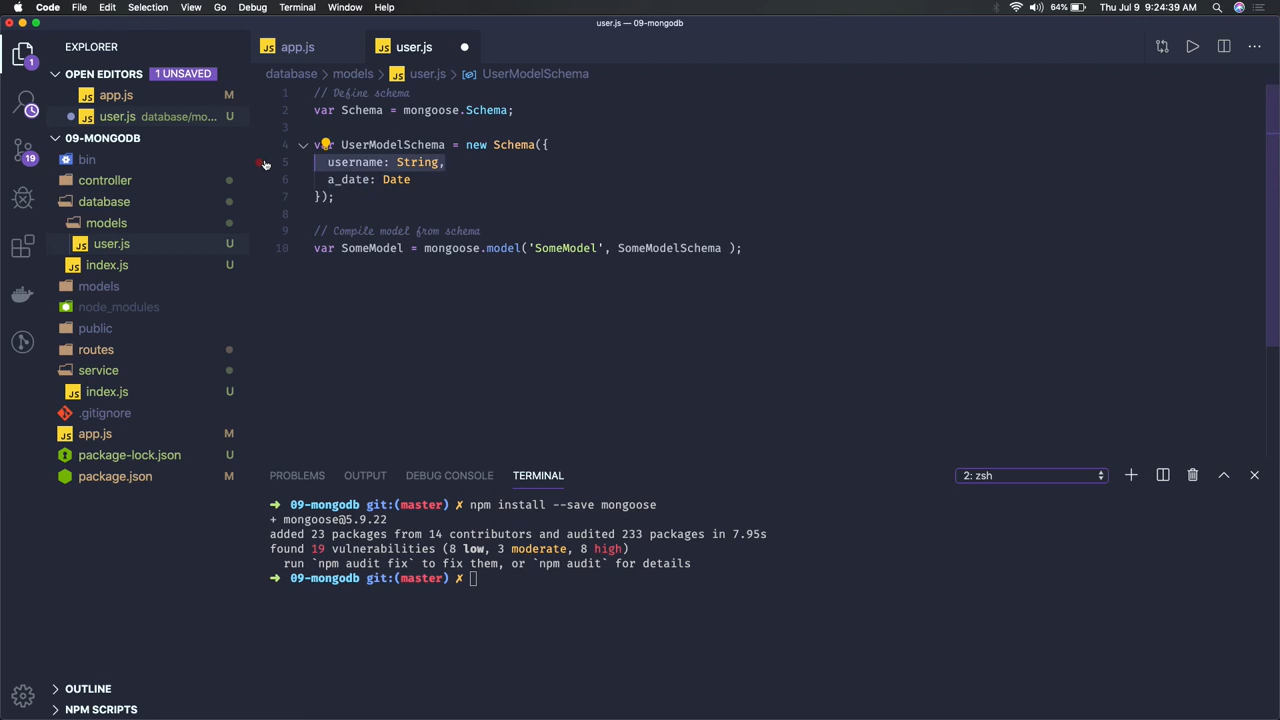 Code File Edit Selection View Go Debug Terminal Window Help 64% Thu Jul 9 9:24:39 AM
user.js — 09-mongodb
EXPLORER
app.js
user.js
OPEN EDITORS 1 UNSAVED
app.js M
user.js database/mo... U
09-MONGODB
bin
controller
database
models
user.js U
index.js U
models
node_modules
public
routes
service
index.js U
.gitignore
app.js M
package-lock.json U
package.json M
OUTLINE
NPM SCRIPTS
1
19
database > models > user.js > UserModelSchema
1 // Define schema
2 var Schema = mongoose.Schema;
3
4 var UserModelSchema = new Schema({
5 username: String,
6 a_date: Date
7 });
8
9 // Compile model from schema
10 var SomeModel = mongoose.model('SomeModel', SomeModelSchema );
PROBLEMS OUTPUT DEBUG CONSOLE TERMINAL 2: zsh
➜ 09-mongodb git:(master) ✗ npm install --save mongoose
+ mongoose@5.9.22
added 23 packages from 14 contributors and audited 233 packages in 7.95s
found 19 vulnerabilities (8 low, 3 moderate, 8 high)
run `npm audit fix` to fix them, or `npm audit` for details
➜ 09-mongodb git:(master) ✗